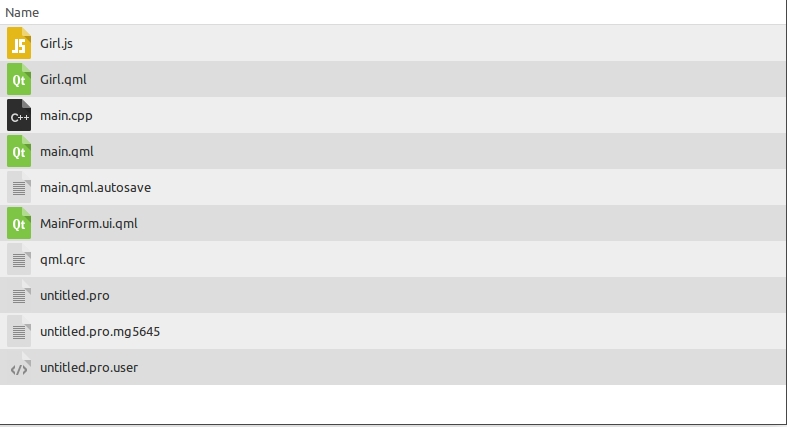 Name
JS Girl.js
Qt Girl.qml
C++ main.cpp
Qt main.qml
main.qml.autosave
Qt MainForm.ui.qml
qml.qrc
untitled.pro
untitled.pro.mg5645
</> untitled.pro.user